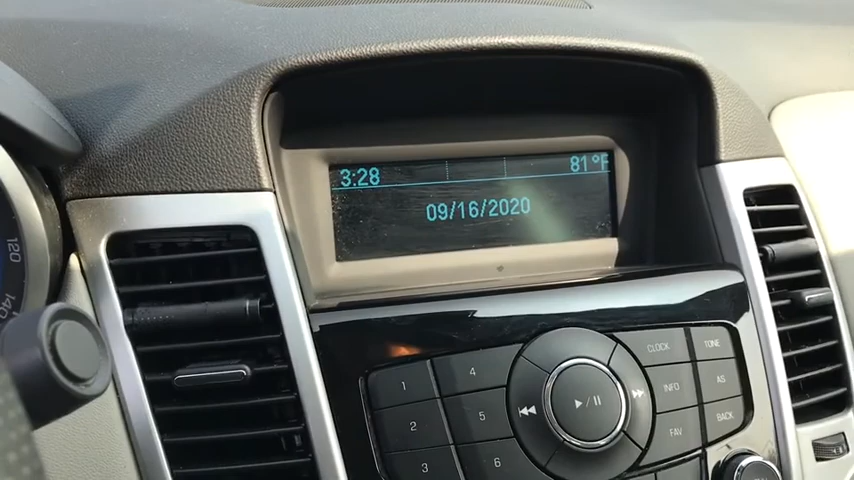 3:28 81°F
09/16/2020
120
140
1 4 CLOCK TONE
2 5 INFO AS
3 6 FAV BACK